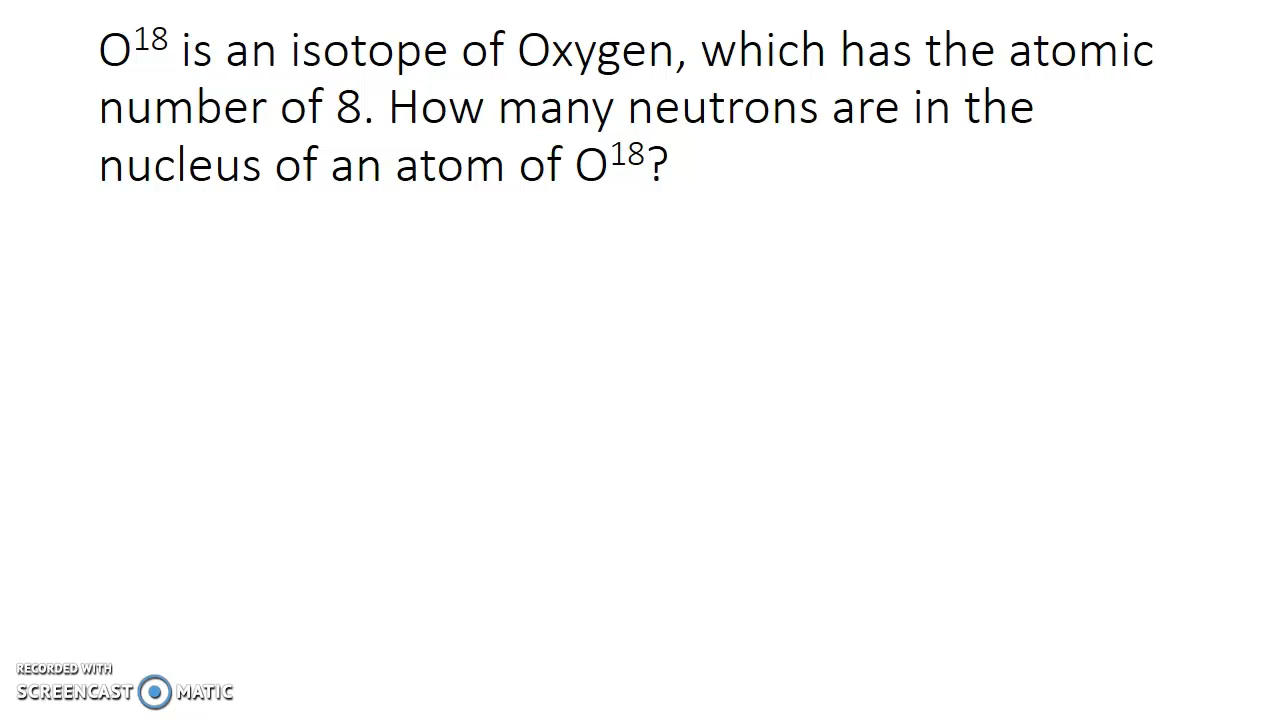 O¹⁸ is an isotope of Oxygen, which has the atomic
number of 8. How many neutrons are in the
nucleus of an atom of O¹⁸?
RECORDED WITH
SCREENCAST MATIC